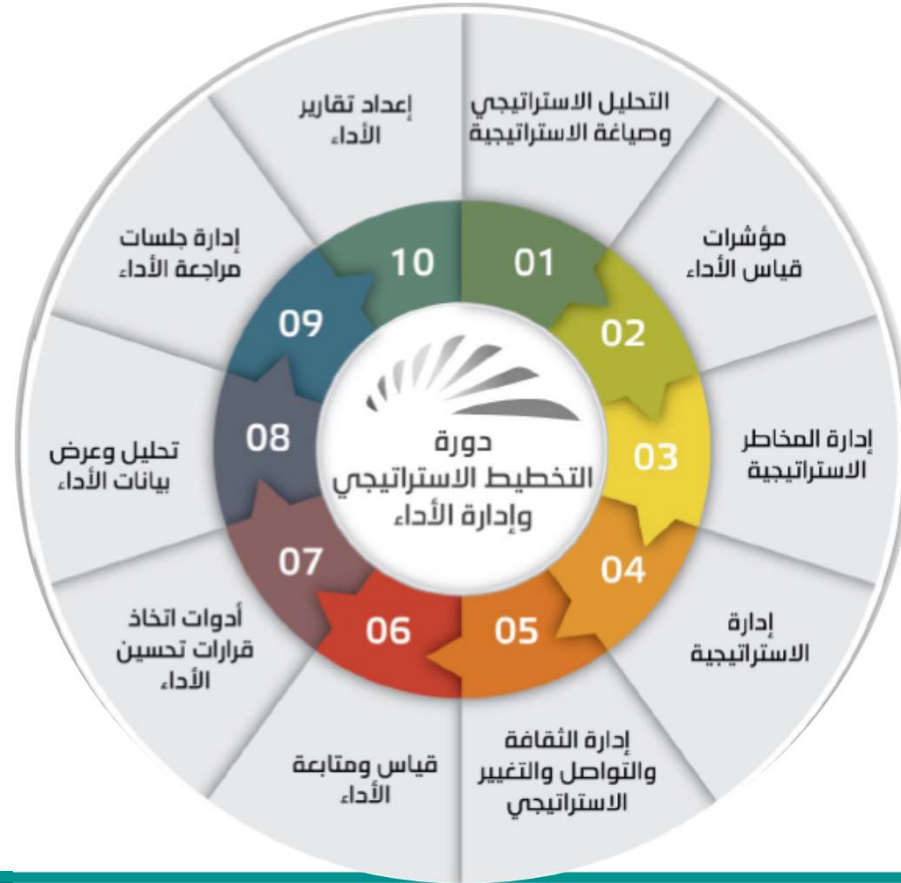 دورة
التخطيط الاستراتيجي
وإدارة الأداء
01
التحليل الاستراتيجي
وصياغة الاستراتيجية
02
مؤشرات
قياس الأداء
03
إدارة المخاطر
الاستراتيجية
04
إدارة
الاستراتيجية
05
إدارة الثقافة
والتواصل والتغيير
الاستراتيجي
06
قياس ومتابعة
الأداء
07
أدوات اتخاذ
قرارات تحسين
الأداء
08
تحليل وعرض
بيانات الأداء
09
إدارة جلسات
مراجعة الأداء
10
إعداد تقارير
الأداء